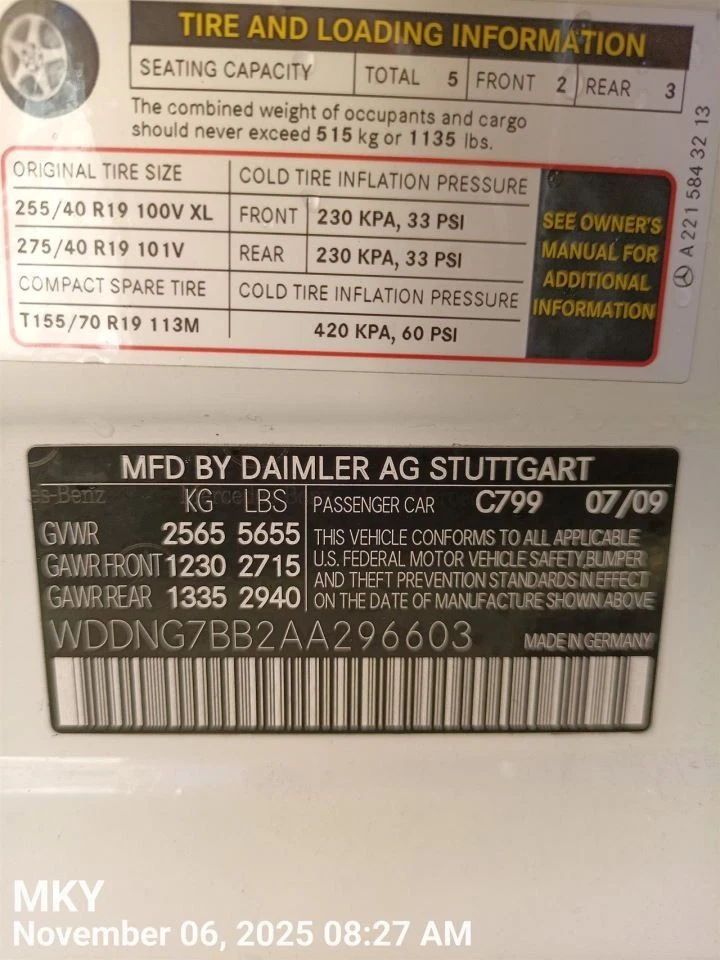 TIRE AND LOADING INFORMATION
SEATING CAPACITY TOTAL 5 FRONT 2 REAR 3
The combined weight of occupants and cargo
should never exceed 515 kg or 1135 lbs.
ORIGINAL TIRE SIZE COLD TIRE INFLATION PRESSURE
255/40 R19 100V XL FRONT 230 KPA, 33 PSI
275/40 R19 101V REAR 230 KPA, 33 PSI
COMPACT SPARE TIRE COLD TIRE INFLATION PRESSURE
T155/70 R19 113M 420 KPA, 60 PSI
SEE OWNER'S
MANUAL FOR
ADDITIONAL
INFORMATION
A 221 584 32 13
MFD BY DAIMLER AG STUTTGART
es-Benz Mercedes-Benz
KG LBS PASSENGER CAR C799 07/09
GVWR 2565 5655 THIS VEHICLE CONFORMS TO ALL APPLICABLE
GAWR FRONT 1230 2715 U.S. FEDERAL MOTOR VEHICLE SAFETY,BUMPER
AND THEFT PREVENTION STANDARDS IN EFFECT
GAWR REAR 1335 2940 ON THE DATE OF MANUFACTURE SHOWN ABOVE
WDDNG7BB2AA296603 MADE IN GERMANY
MKY
November 06, 2025 08:27 AM